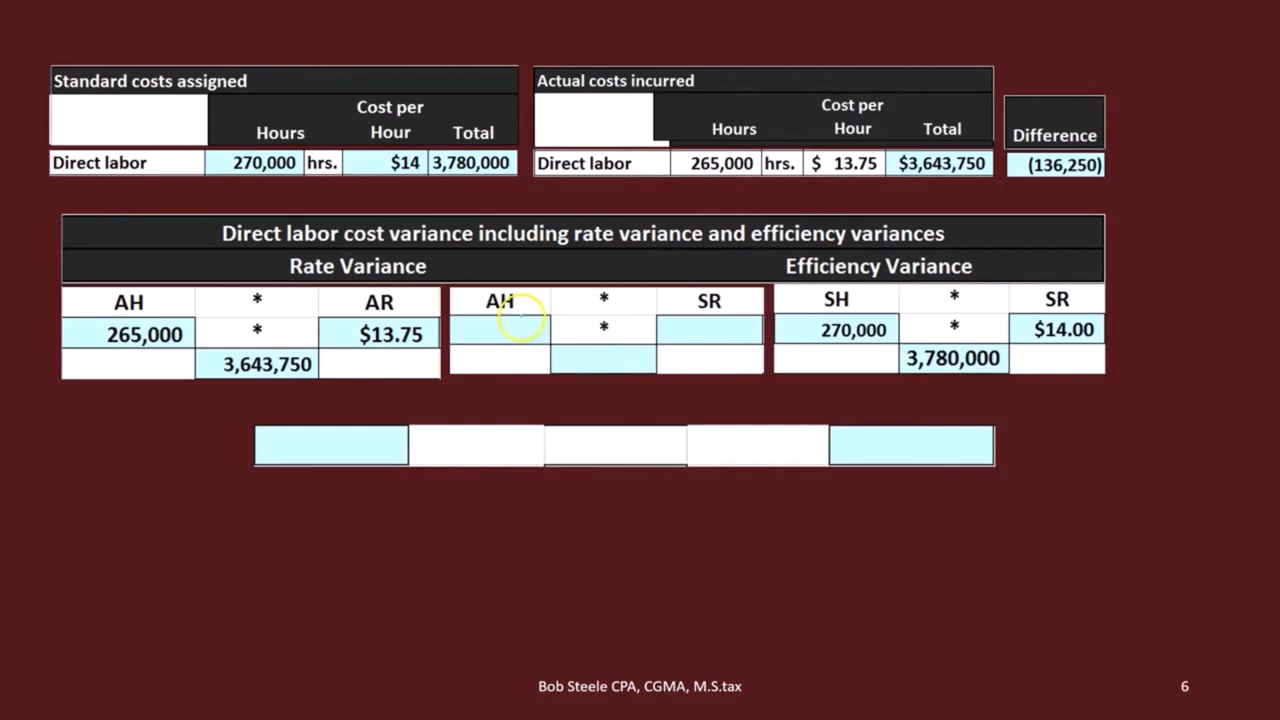 Standard costs assigned
Cost per
Hours Hour Total
Direct labor 270,000 hrs. $14 3,780,000
Actual costs incurred
Cost per
Hours Hour Total
Direct labor 265,000 hrs. $ 13.75 $3,643,750
Difference
(136,250)
Direct labor cost variance including rate variance and efficiency variances
Rate Variance Efficiency Variance
AH * AR AH * SR SH * SR
265,000 * $13.75 * 270,000 * $14.00
3,643,750 3,780,000
Bob Steele CPA, CGMA, M.S.tax 6